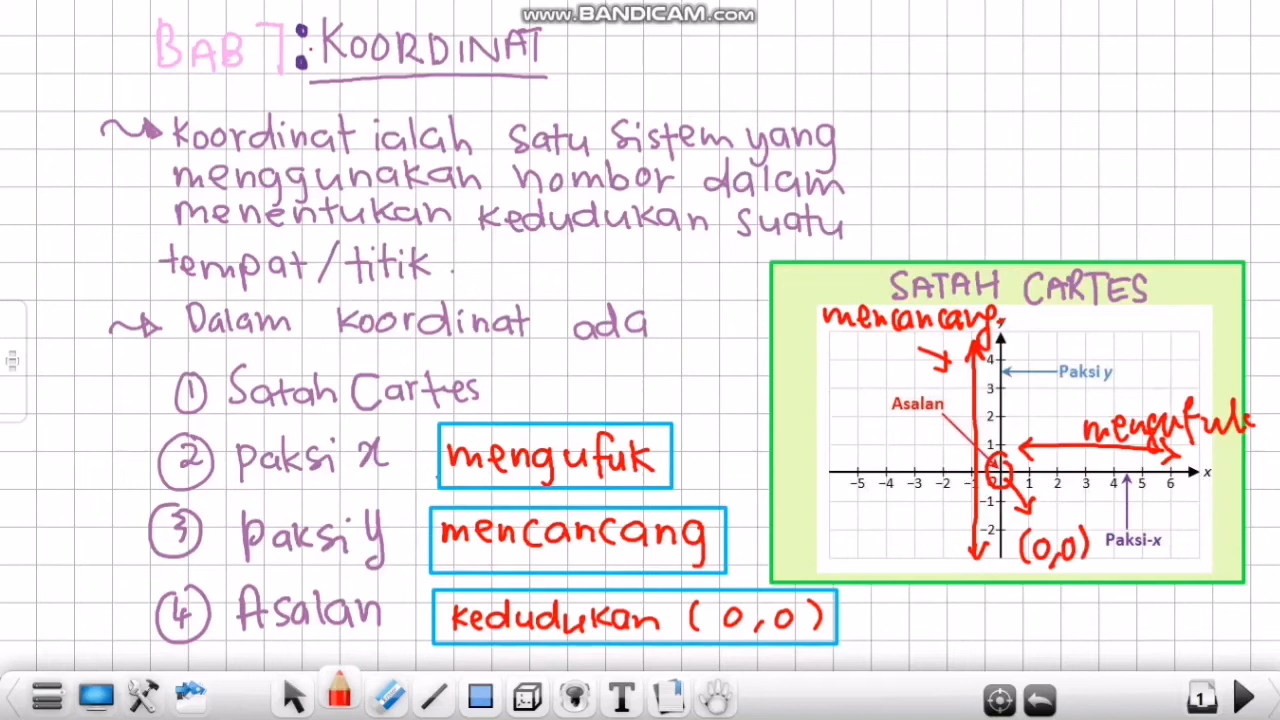 www.BANDICAM.com
BAB 7: KOORDINAT
Koordinat ialah satu sistem yang
menggunakan nombor dalam
menentukan kedudukan suatu
tempat/titik.
Dalam koordinat ada
1 Satah Cartes
2 paksi x mengufuk
3 paksi y mencancang
4 Asalan kedudukan (0,0)
SATAH CARTES
mencancang
y
4
Paksi y
3
Asalan
2
mengufuk
1
x
-5 -4 -3 -2 -1 1 2 3 4 5 6
-1
-2
Paksi-x
(0,0)
1